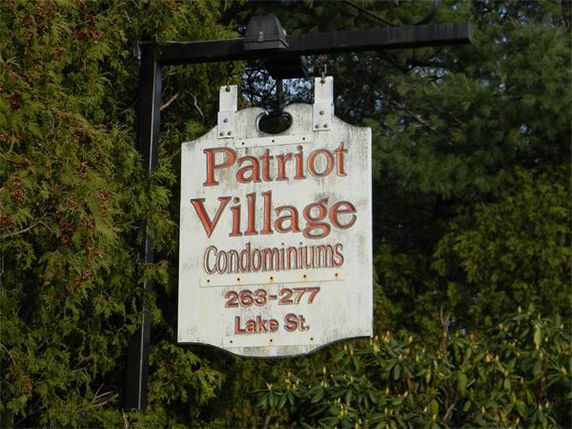 Patriot
Village
Condominiums
263-277
Lake St.